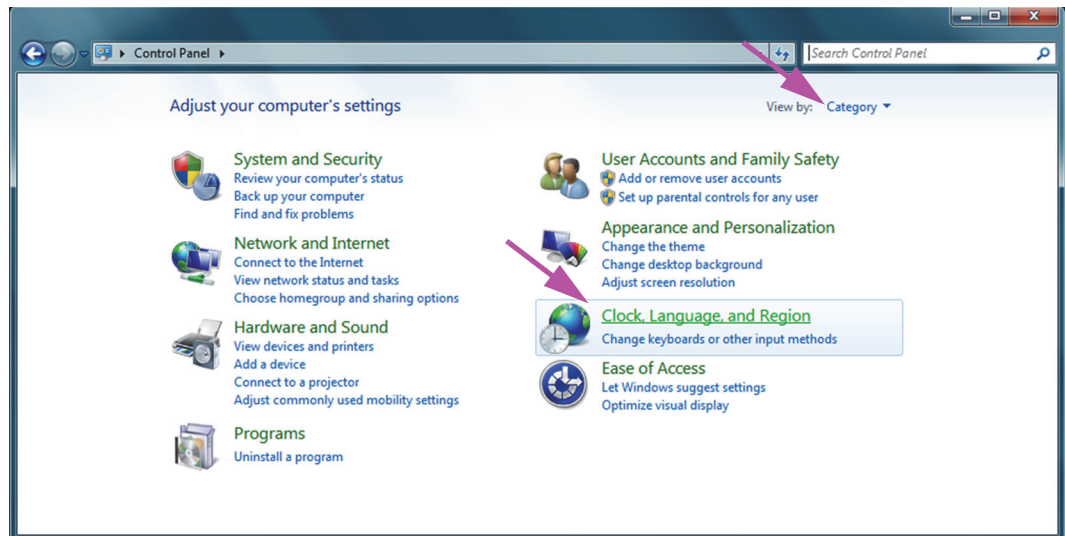 Control Panel
Search Control Panel
Adjust your computer's settings
View by: Category
System and Security
Review your computer's status
Back up your computer
Find and fix problems
Network and Internet
Connect to the Internet
View network status and tasks
Choose homegroup and sharing options
Hardware and Sound
View devices and printers
Add a device
Connect to a projector
Adjust commonly used mobility settings
Programs
Uninstall a program
User Accounts and Family Safety
Add or remove user accounts
Set up parental controls for any user
Appearance and Personalization
Change the theme
Change desktop background
Adjust screen resolution
Clock, Language, and Region
Change keyboards or other input methods
Ease of Access
Let Windows suggest settings
Optimize visual display